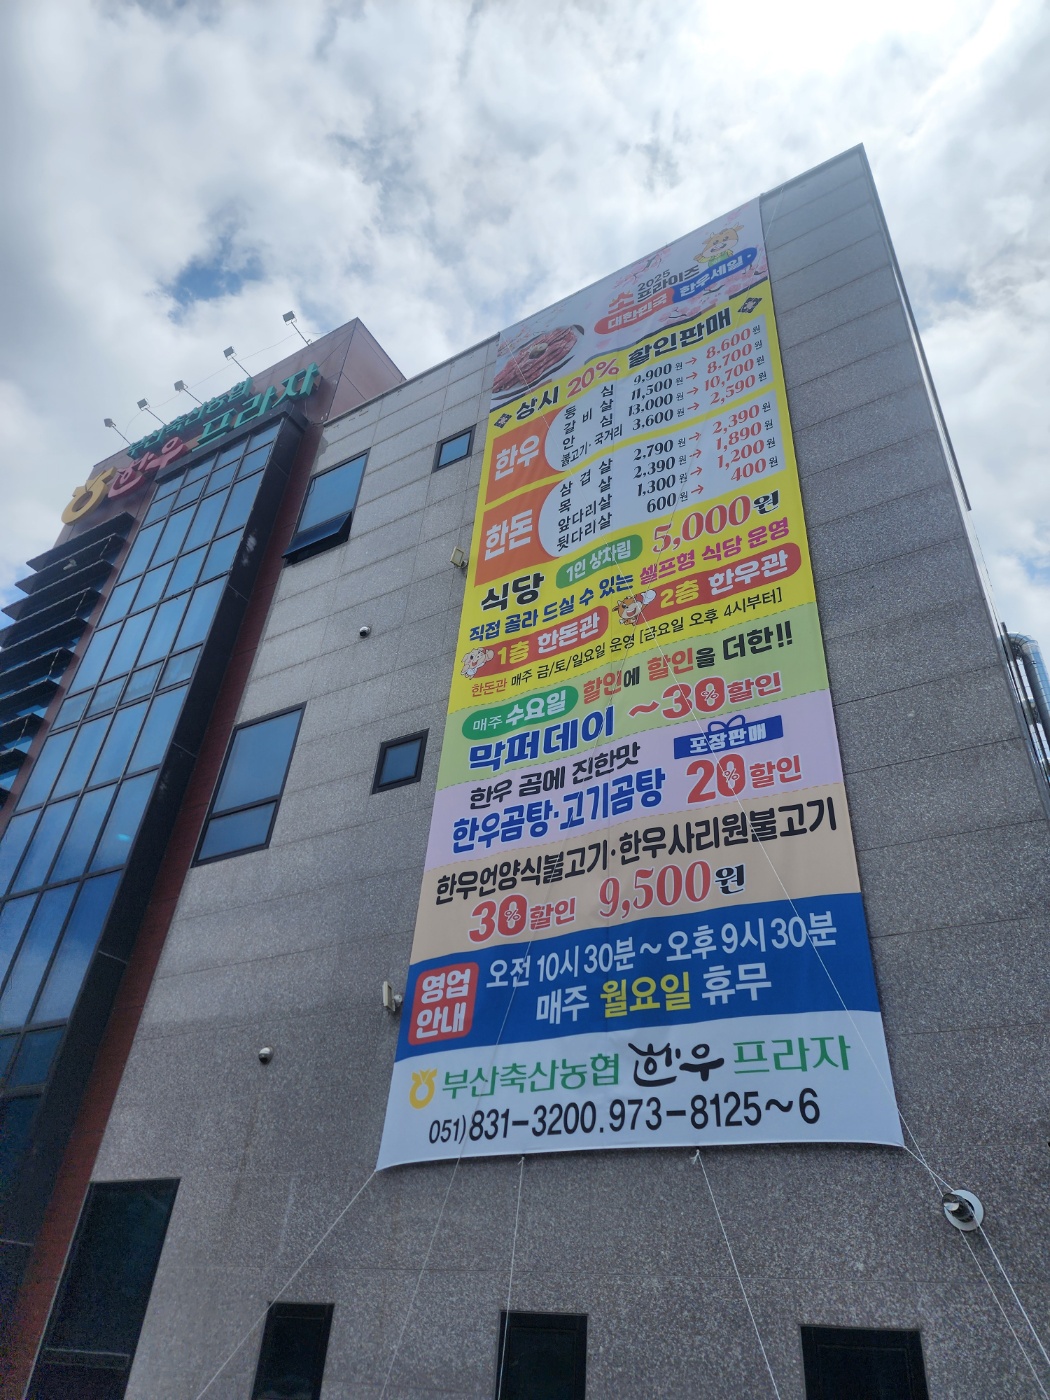 부산축산농협
한우프라자
2025
소프라이즈
대한민국 한우세일
상시 20% 할인판매
한우
등심 9,900원→ 8,600원
갈비살 11,500원→ 8,700원
안심 13,000원→ 10,700원
불고기·국거리 3,600원→ 2,590원
한돈
삼겹살 2,790원→ 2,390원
목살 2,390원→ 1,890원
앞다리살 1,300원→ 1,200원
뒷다리살 600원→ 400원
식당 1인 상차림 5,000원
직접 골라 드실 수 있는 셀프형 식당 운영
1층 한돈관 2층 한우관
한돈관 매주 금/토/일요일 운영 [금요일 오후 4시부터]
매주 수요일 할인에 할인을 더한!!
막퍼데이 ~30%할인
한우 곰에 진한맛 포장판매
한우곰탕·고기곰탕 20%할인
한우언양식불고기·한우사리원불고기
30%할인 9,500원
영업안내
오전 10시30분~오후 9시30분
매주 월요일 휴무
부산축산농협 한우프라자
051)831-3200.973-8125~6